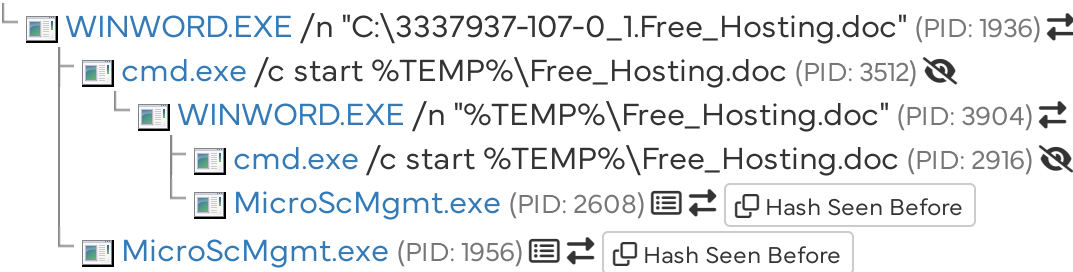 WINWORD.EXE /n "C:\3337937-107-0_1.Free_Hosting.doc" (PID: 1936)
cmd.exe /c start %TEMP%\Free_Hosting.doc (PID: 3512)
WINWORD.EXE /n "%TEMP%\Free_Hosting.doc" (PID: 3904)
cmd.exe /c start %TEMP%\Free_Hosting.doc (PID: 2916)
MicroScMgmt.exe (PID: 2608) Hash Seen Before
MicroScMgmt.exe (PID: 1956) Hash Seen Before